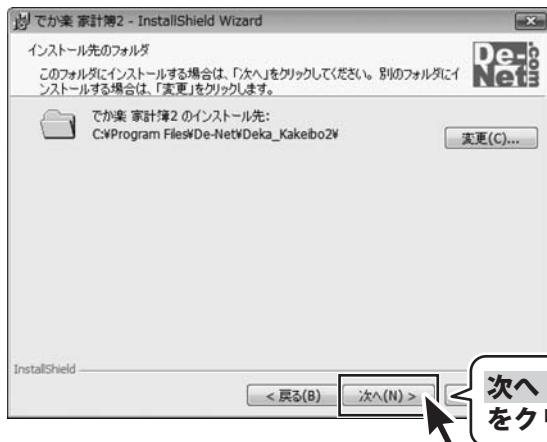 でか楽 家計簿2 - InstallShield Wizard
インストール先のフォルダ
このフォルダにインストールする場合は、「次へ」をクリックしてください。別のフォルダにイ
ンストールする場合は、「変更」をクリックします。
De-
Net
.com
でか楽 家計簿2 のインストール先:
C:¥Program Files¥De-Net¥Deka_Kakeibo2¥
変更(C)...
InstallShield
< 戻る(B)
次へ(N) >
次へ
をク